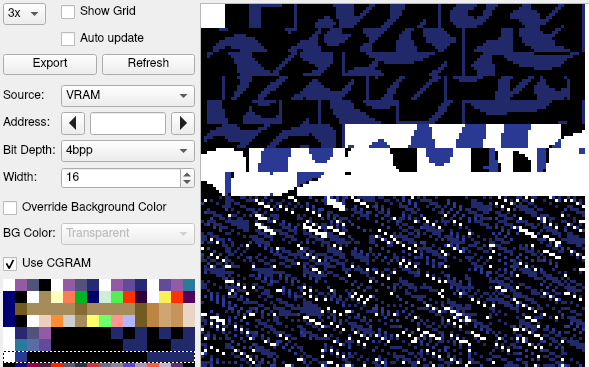 3x
Show Grid
Auto update
Export
Refresh
Source:
VRAM
Address:
Bit Depth:
4bpp
Width:
16
Override Background Color
BG Color:
Transparent
Use CGRAM